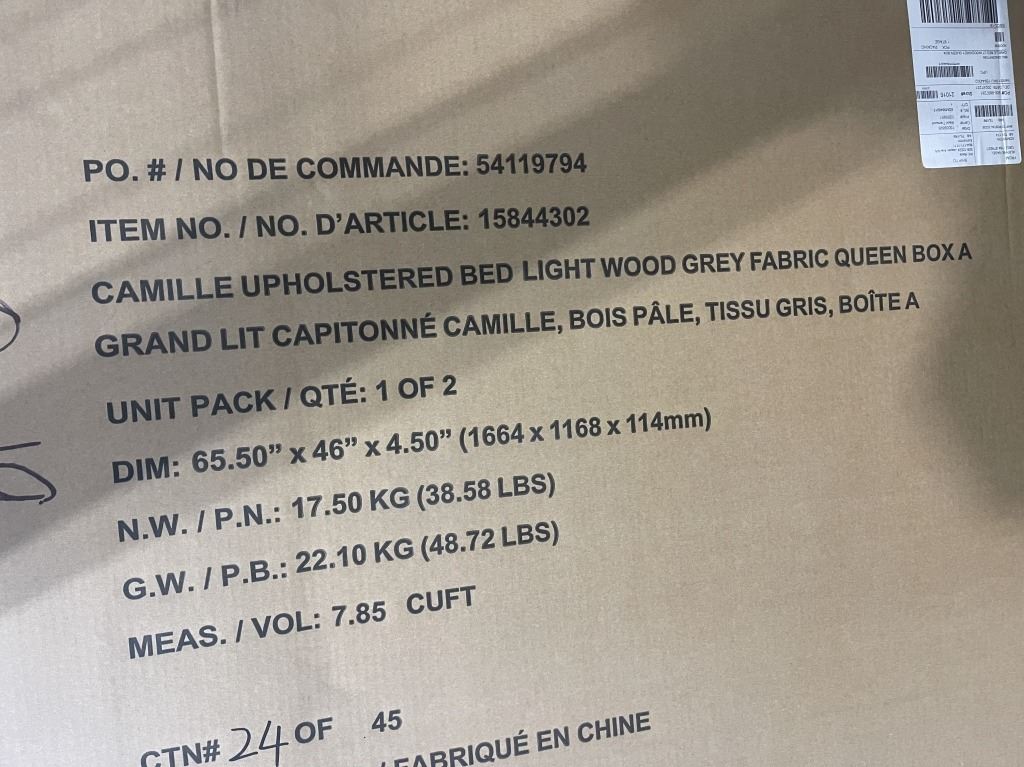 PO. # / NO DE COMMANDE: 54119794
ITEM NO. / NO. D’ARTICLE: 15844302
CAMILLE UPHOLSTERED BED LIGHT WOOD GREY FABRIC QUEEN BOX A
GRAND LIT CAPITONNÉ CAMILLE, BOIS PÂLE, TISSU GRIS, BOÎTE A
UNIT PACK / QTÉ: 1 OF 2
DIM: 65.50” x 46” x 4.50” (1664 x 1168 x 114mm)
N.W. / P.N.: 17.50 KG (38.58 LBS)
G.W. / P.B.: 22.10 KG (48.72 LBS)
MEAS. / VOL: 7.85 CUFT
CTN# 24 OF 45
/ FABRIQUÉ EN CHINE